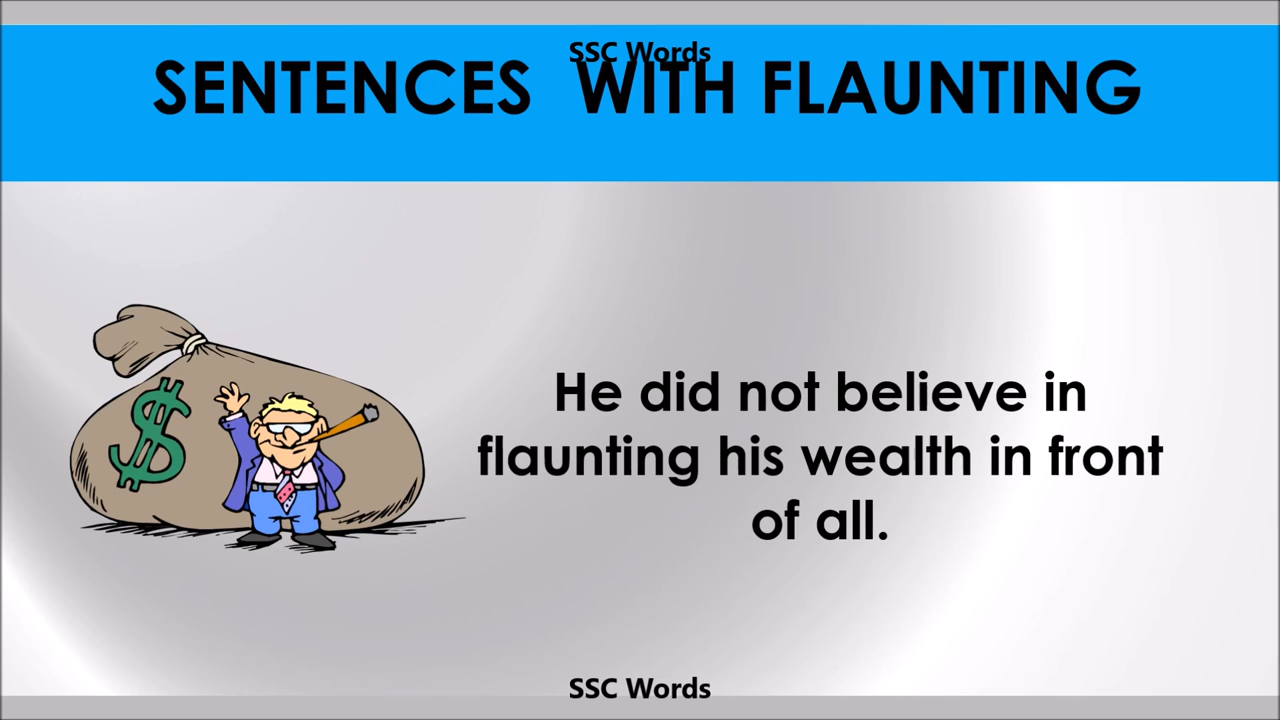 SSC Words
SENTENCES WITH FLAUNTING
$
He did not believe in
flaunting his wealth in front
of all.
SSC Words